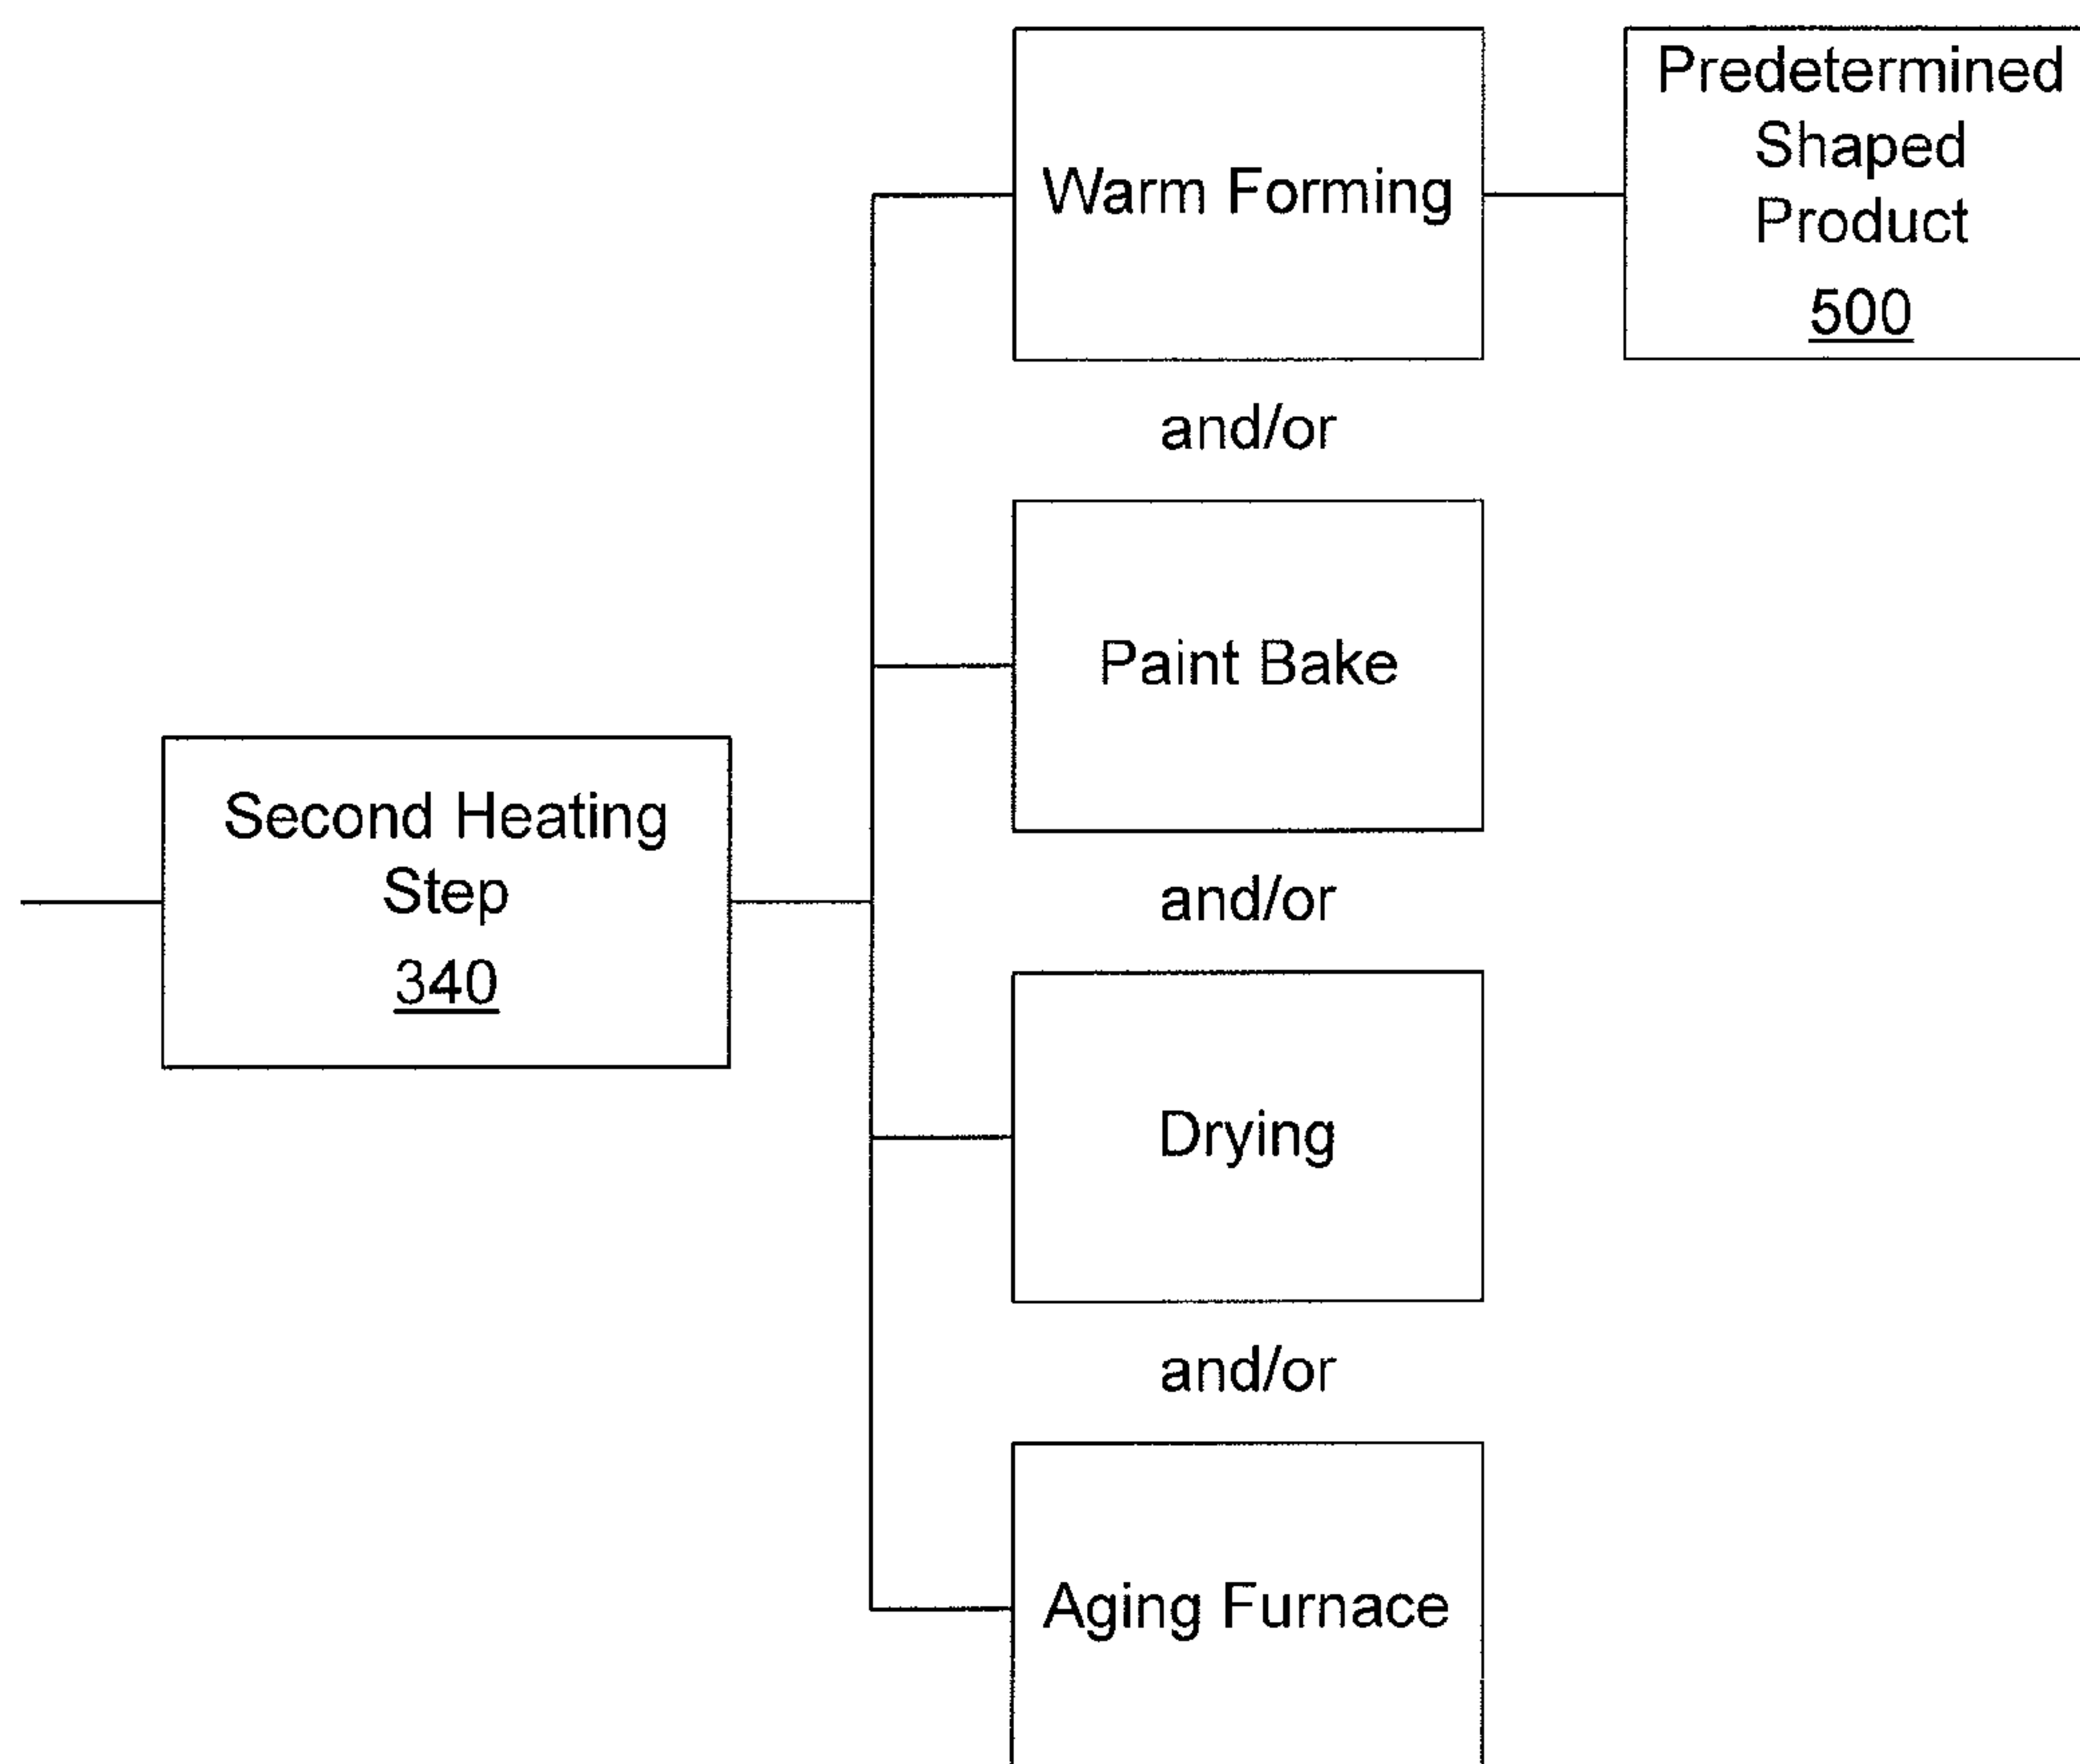 Predetermined
Shaped
Product
500
Warm Forming
and/or
Paint Bake
and/or
Second Heating
Step
340
Drying
and/or
Aging Furnace